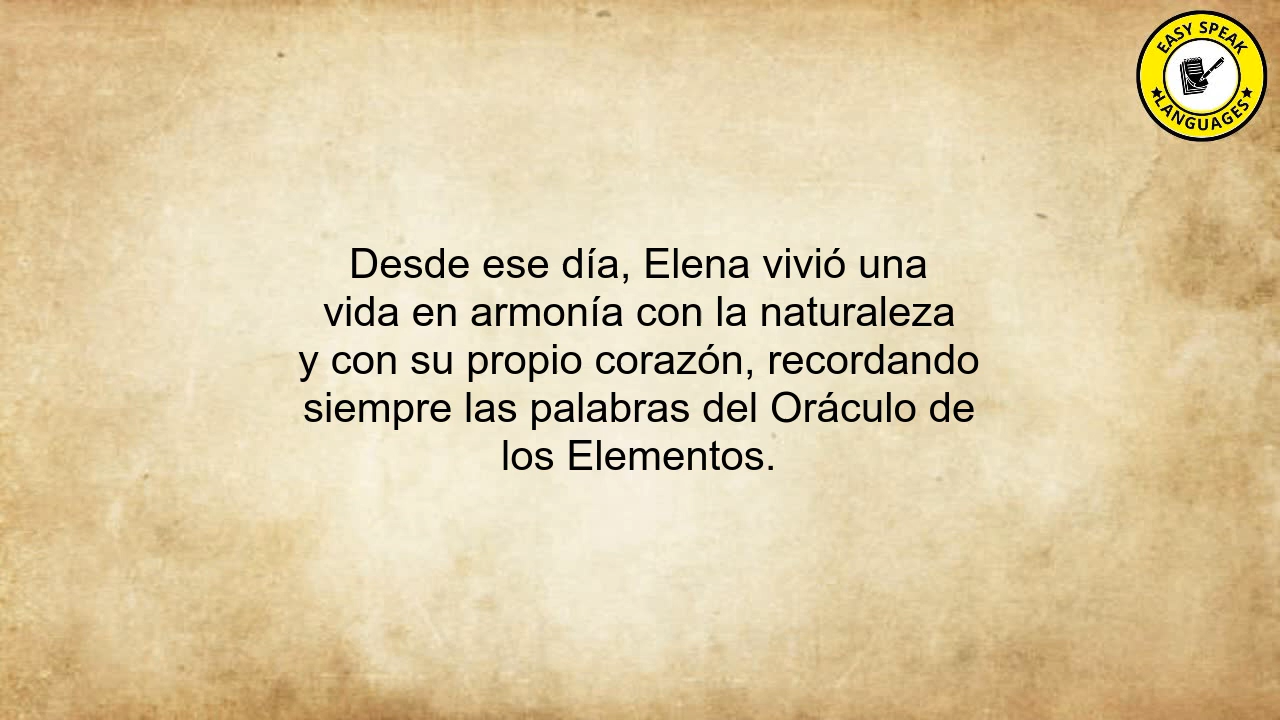 EASY SPEAK
LANGUAGES
Desde ese día, Elena vivió una
vida en armonía con la naturaleza
y con su propio corazón, recordando
siempre las palabras del Oráculo de
los Elementos.